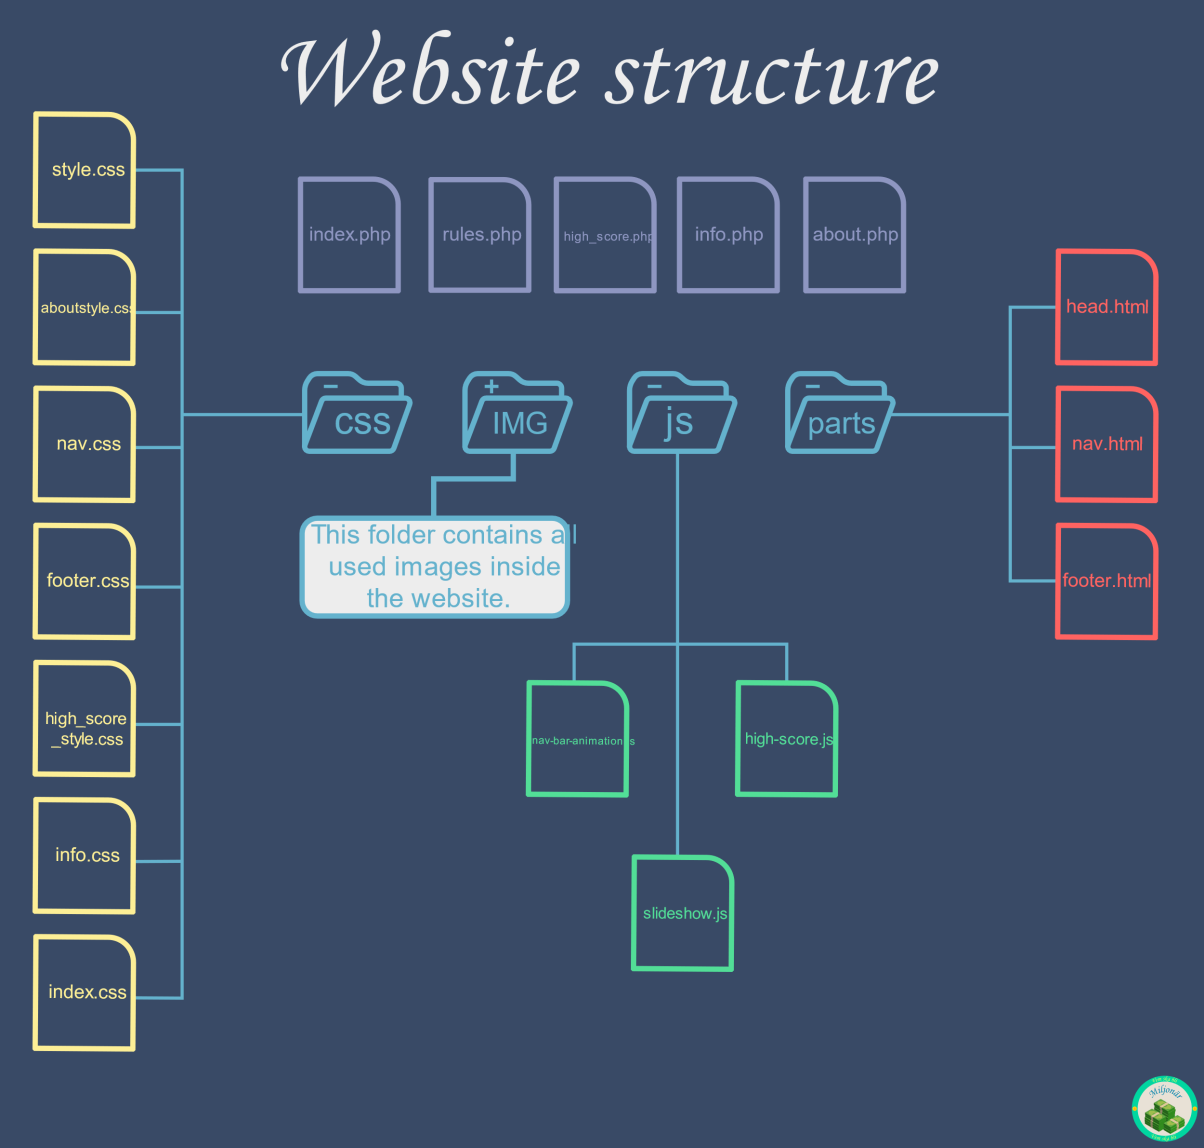 Website structure
style.css
aboutstyle.css
nav.css
footer.css
high_score
_style.css
info.css
index.css
index.php
rules.php
high_score.php
info.php
about.php
css
IMG
js
parts
This folder contains all
used images inside
the website.
nav-bar-animation.js
high-score.js
slideshow.js
head.html
nav.html
footer.html
Miljonär